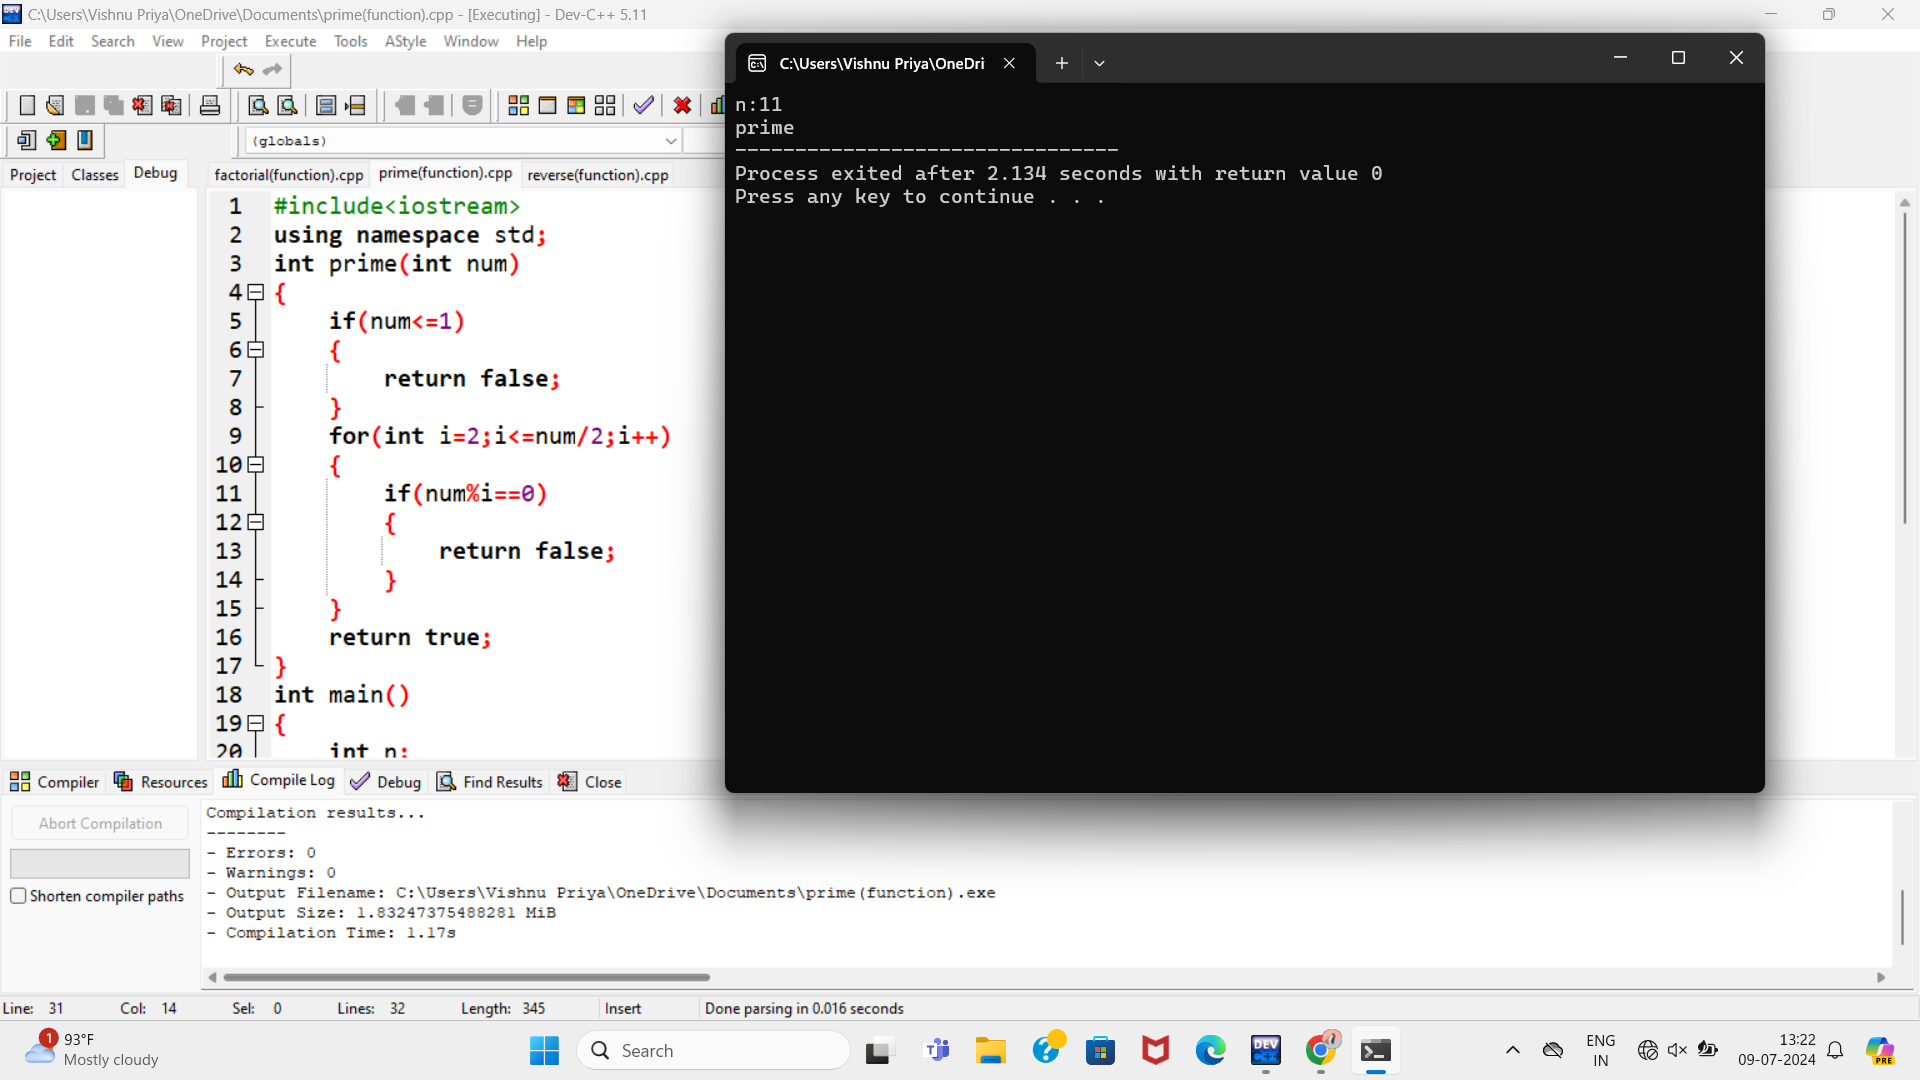 C:\Users\Vishnu Priya\OneDrive\Documents\prime(function).cpp - [Executing] - Dev-C++ 5.11
File Edit Search View Project Execute Tools AStyle Window Help
(globals)
Project Classes Debug
factorial(function).cpp prime(function).cpp reverse(function).cpp
1 #include<iostream>
2 using namespace std;
3 int prime(int num)
4 {
5 if(num<=1)
6 {
7 return false;
8 }
9 for(int i=2;i<=num/2;i++)
10 {
11 if(num%i==0)
12 {
13 return false;
14 }
15 }
16 return true;
17 }
18 int main()
19 {
20 int n;
C:\Users\Vishnu Priya\OneDri
n:11
prime
--------------------------------
Process exited after 2.134 seconds with return value 0
Press any key to continue . . .
Compiler Resources Compile Log Debug Find Results Close
Abort Compilation
Shorten compiler paths
Compilation results...
--------
- Errors: 0
- Warnings: 0
- Output Filename: C:\Users\Vishnu Priya\OneDrive\Documents\prime(function).exe
- Output Size: 1.83247375488281 MiB
- Compilation Time: 1.17s
Line: 31 Col: 14 Sel: 0 Lines: 32 Length: 345 Insert Done parsing in 0.016 seconds
1
93°F
Mostly cloudy
Search
DEV
C++
ENG
IN
13:22
09-07-2024
PRE